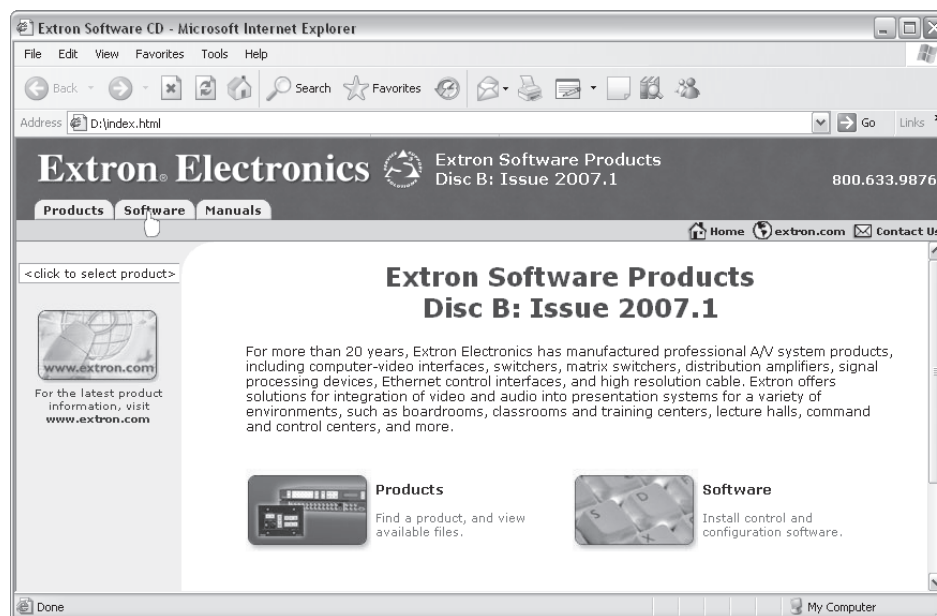 Extron Software CD - Microsoft Internet Explorer
File Edit View Favorites Tools Help
Back Search Favorites
Address D:\index.html Go Links
Extron® Electronics
Extron Software Products
Disc B: Issue 2007.1
800.633.9876
Products Software Manuals
Home extron.com Contact Us
<click to select product>
www.extron.com
For the latest product
information, visit
www.extron.com
Extron Software Products
Disc B: Issue 2007.1
For more than 20 years, Extron Electronics has manufactured professional A/V system products,
including computer-video interfaces, switchers, matrix switchers, distribution amplifiers, signal
processing devices, Ethernet control interfaces, and high resolution cable. Extron offers
solutions for integration of video and audio into presentation systems for a variety of
environments, such as boardrooms, classrooms and training centers, lecture halls, command
and control centers, and more.
Products
Find a product, and view
available files.
S D X
Software
Install control and
configuration software.
Done My Computer